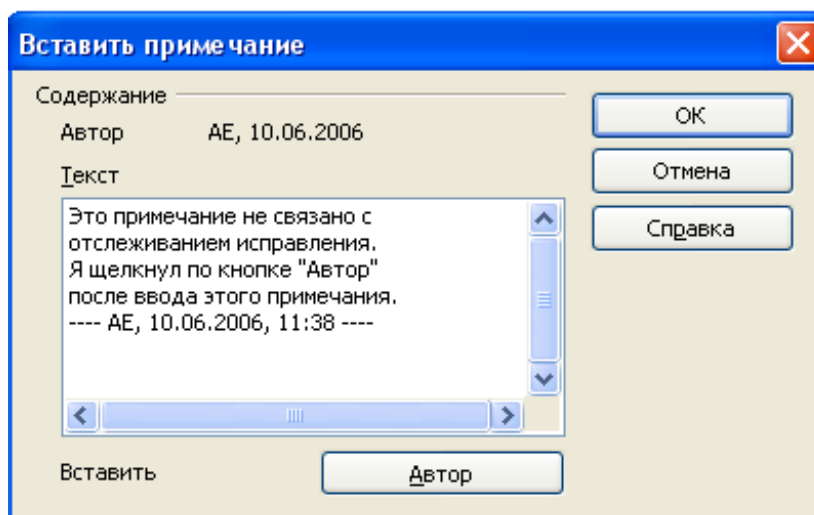 Вставить примечание
Содержание
Автор АЕ, 10.06.2006
ОК
Отмена
Справка
Текст
Это примечание не связано с
отслеживанием исправления.
Я щелкнул по кнопке "Автор"
после ввода этого примечания.
---- АЕ, 10.06.2006, 11:38 ----
Вставить Автор